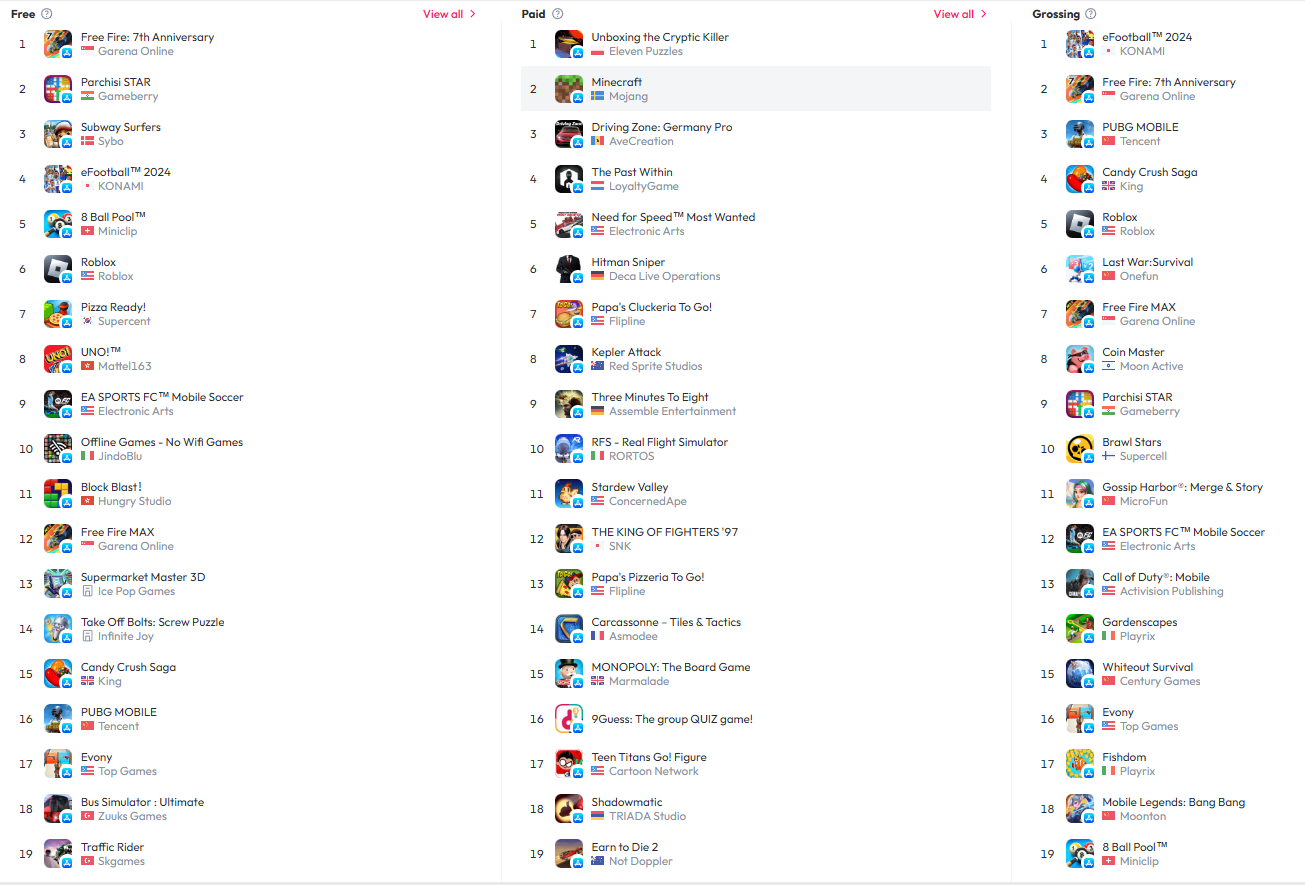 Free
View all
1
Free Fire: 7th Anniversary
Garena Online
2
Parchisi STAR
Gameberry
3
Subway Surfers
Sybo
4
eFootball™ 2024
KONAMI
5
8 Ball Pool™
Miniclip
6
Roblox
Roblox
7
Pizza Ready!
Supercent
8
UNO!™
Mattel163
9
EA SPORTS FC™ Mobile Soccer
Electronic Arts
10
Offline Games - No Wifi Games
JindoBlu
11
Block Blast!
Hungry Studio
12
Free Fire MAX
Garena Online
13
Supermarket Master 3D
Ice Pop Games
14
Take Off Bolts: Screw Puzzle
Infinite Joy
15
Candy Crush Saga
King
16
PUBG MOBILE
Tencent
17
Evony
Top Games
18
Bus Simulator : Ultimate
Zuuks Games
19
Traffic Rider
Skgames
Paid
View all
1
Unboxing the Cryptic Killer
Eleven Puzzles
2
Minecraft
Mojang
3
Driving Zone: Germany Pro
AveCreation
4
The Past Within
LoyaltyGame
5
Need for Speed™ Most Wanted
Electronic Arts
6
Hitman Sniper
Deca Live Operations
7
Papa's Cluckeria To Go!
Flipline
8
Kepler Attack
Red Sprite Studios
9
Three Minutes To Eight
Assemble Entertainment
10
RFS - Real Flight Simulator
RORTOS
11
Stardew Valley
ConcernedApe
12
THE KING OF FIGHTERS '97
SNK
13
Papa's Pizzeria To Go!
Flipline
14
Carcassonne – Tiles & Tactics
Asmodee
15
MONOPOLY: The Board Game
Marmalade
16
9Guess: The group QUIZ game!
17
Teen Titans Go! Figure
Cartoon Network
18
Shadowmatic
TRIADA Studio
19
Earn to Die 2
Not Doppler
Grossing
1
eFootball™ 2024
KONAMI
2
Free Fire: 7th Anniversary
Garena Online
3
PUBG MOBILE
Tencent
4
Candy Crush Saga
King
5
Roblox
Roblox
6
Last War:Survival
Onefun
7
Free Fire MAX
Garena Online
8
Coin Master
Moon Active
9
Parchisi STAR
Gameberry
10
Brawl Stars
Supercell
11
Gossip Harbor®: Merge & Story
MicroFun
12
EA SPORTS FC™ Mobile Soccer
Electronic Arts
13
Call of Duty®: Mobile
Activision Publishing
14
Gardenscapes
Playrix
15
Whiteout Survival
Century Games
16
Evony
Top Games
17
Fishdom
Playrix
18
Mobile Legends: Bang Bang
Moonton
19
8 Ball Pool™
Miniclip